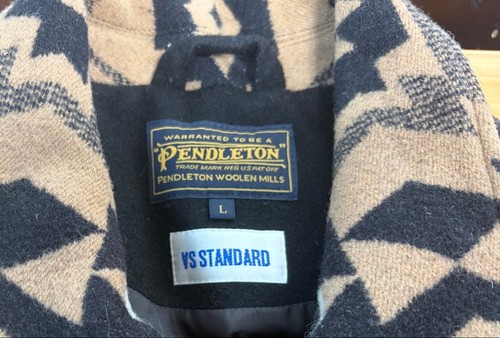 WARRANTED TO BE A
"PENDLETON"
TRADE MARK REG U.S. PAT OFF.
PENDLETON WOOLEN MILLS
L
VS STANDARD